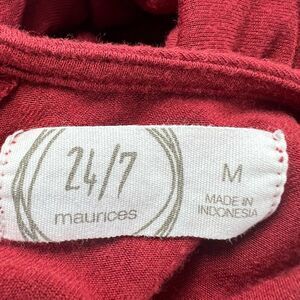 24/7
maurices
M
MADE IN
INDONESIA